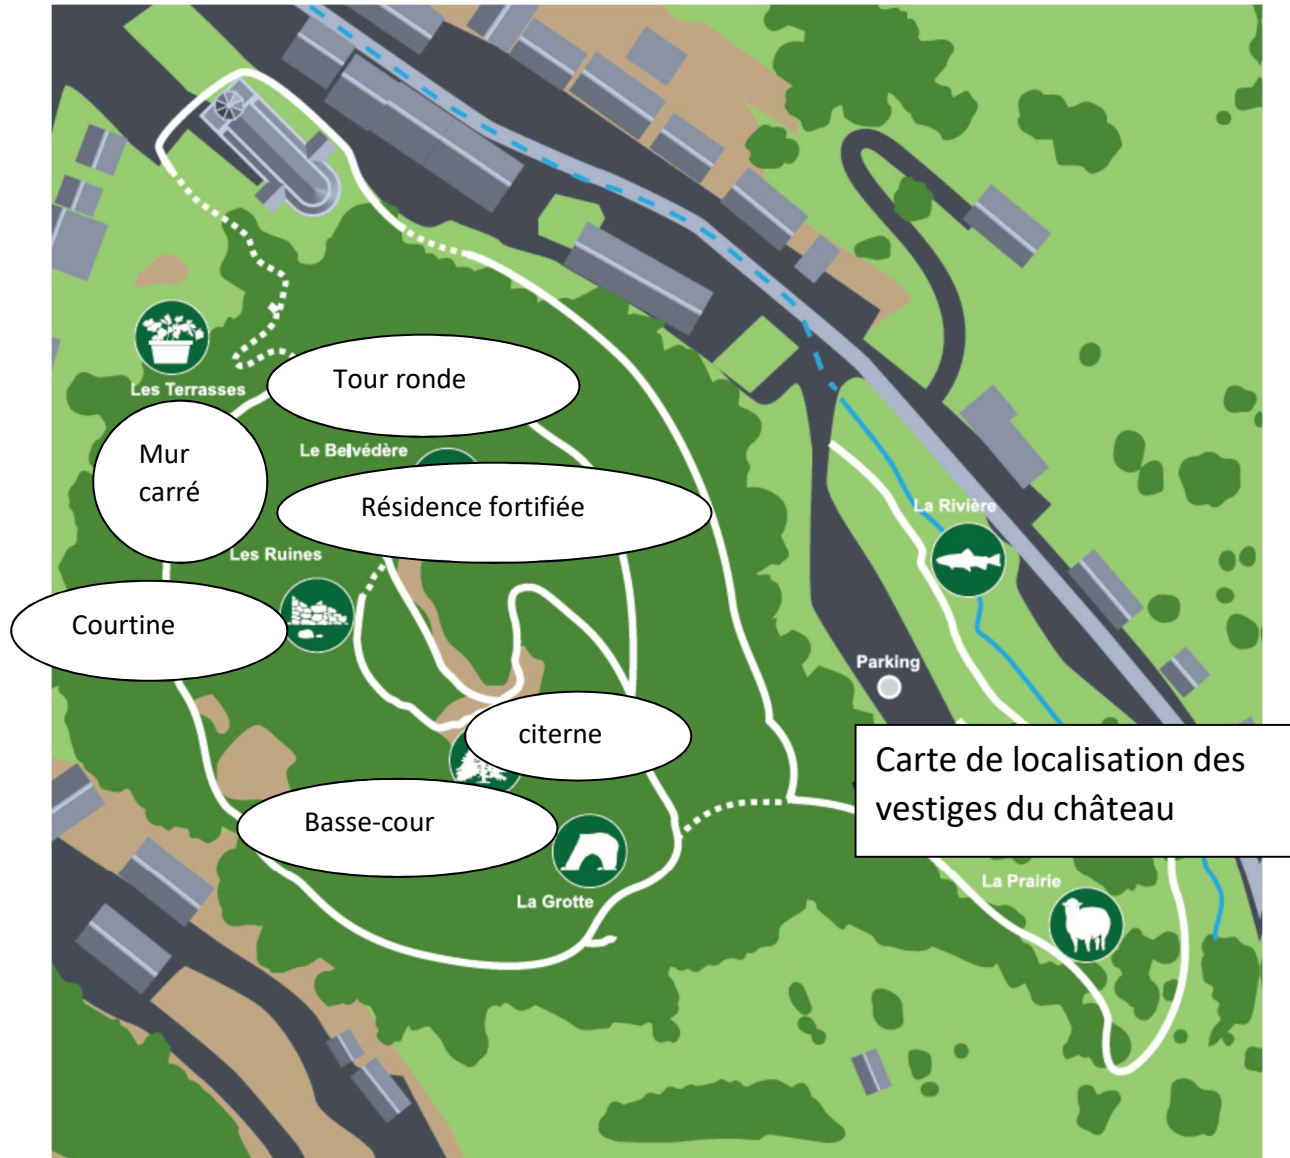 Les Terrasses
Tour ronde
Mur
carré
Le Belvédère
Résidence fortifiée
La Rivière
Les Ruines
Courtine
Parking
citerne
Carte de localisation des
vestiges du château
Basse-cour
La Grotte
La Prairie